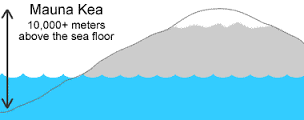 Mauna Kea
10,000+ meters
above the sea floor